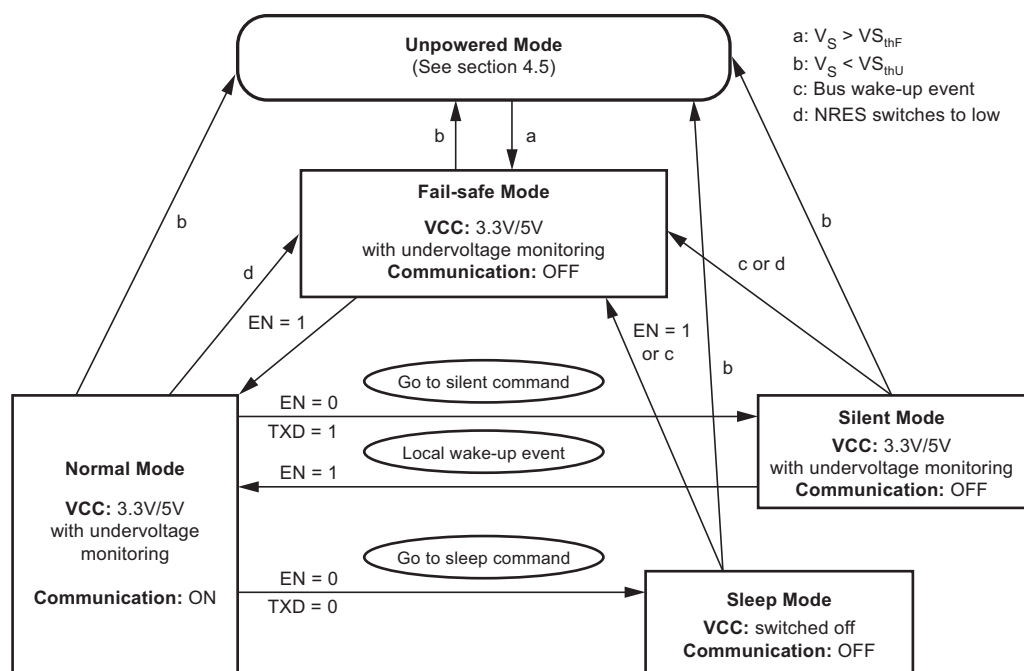 Unpowered Mode
(See section 4.5)
a: VS > VSthF
b: VS < VSthU
c: Bus wake-up event
d: NRES switches to low
b
a
Fail-safe Mode
VCC: 3.3V/5V
with undervoltage monitoring
Communication: OFF
b
b
d
c or d
EN = 1
EN = 1
or c
b
Go to silent command
EN = 0
TXD = 1
Local wake-up event
EN = 1
Silent Mode
VCC: 3.3V/5V
with undervoltage monitoring
Communication: OFF
Normal Mode
VCC: 3.3V/5V
with undervoltage
monitoring
Communication: ON
Go to sleep command
EN = 0
TXD = 0
Sleep Mode
VCC: switched off
Communication: OFF